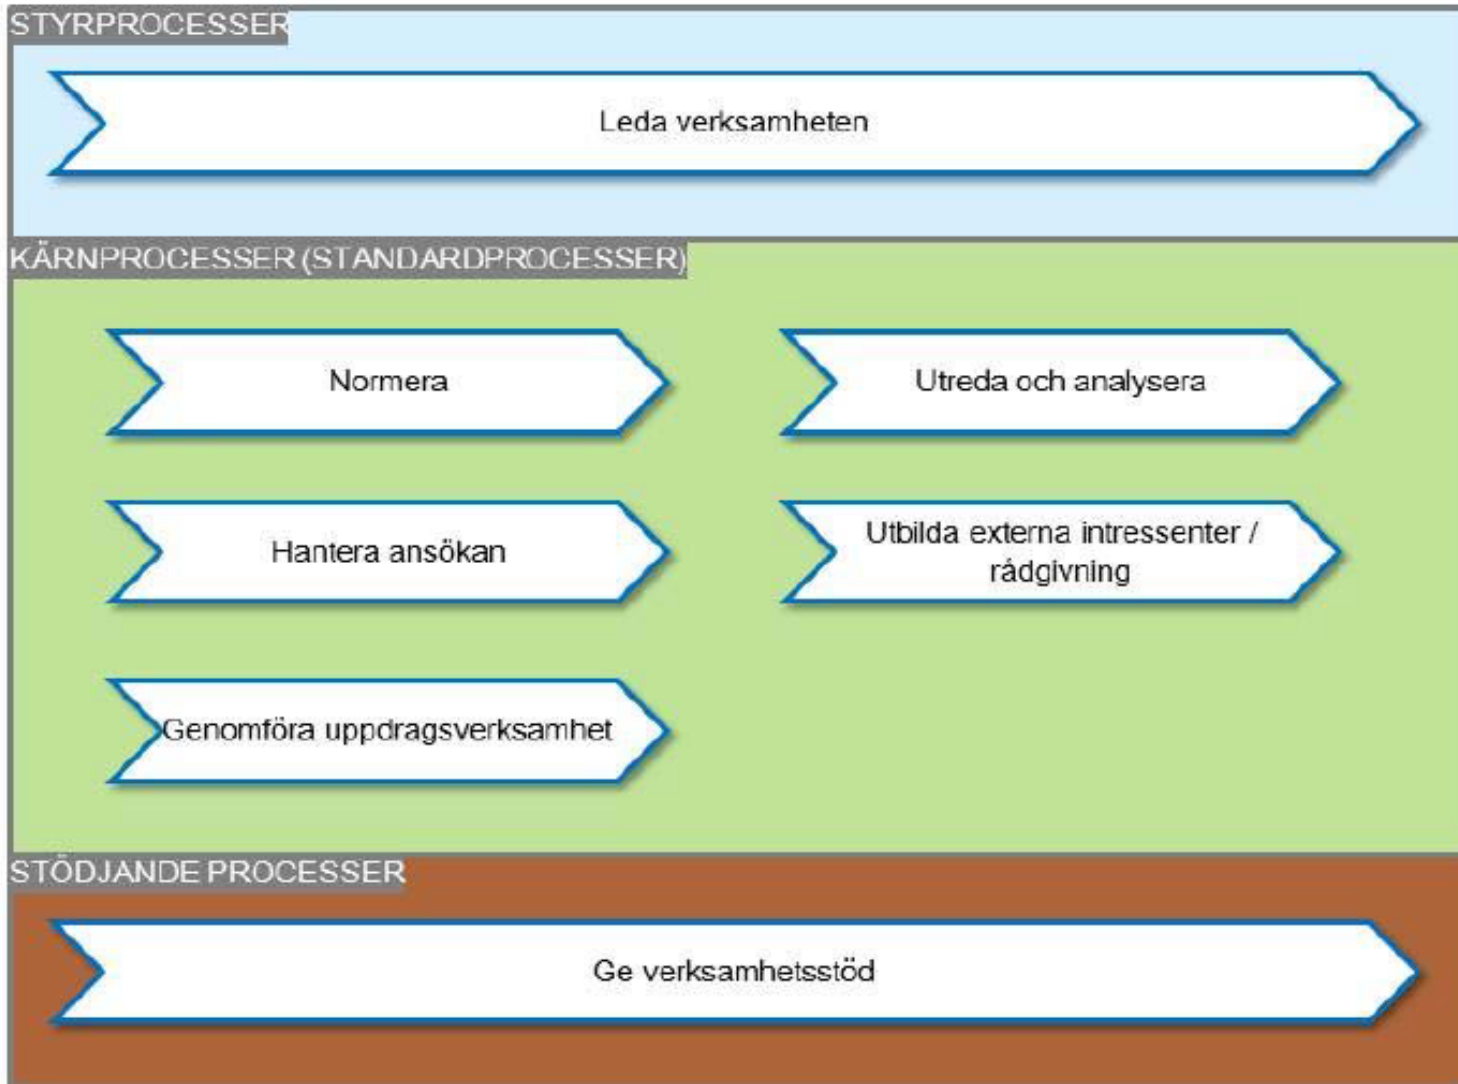 STYRPROCESSER
Leda verksamheten
KÄRNPROCESSER (STANDARDPROCESSER)
Normera
Utreda och analysera
Hantera ansökan
Utbilda externa intressenter /
rådgivning
Genomföra uppdragsverksamhet
STÖDJANDE PROCESSER
Ge verksamhetsstöd